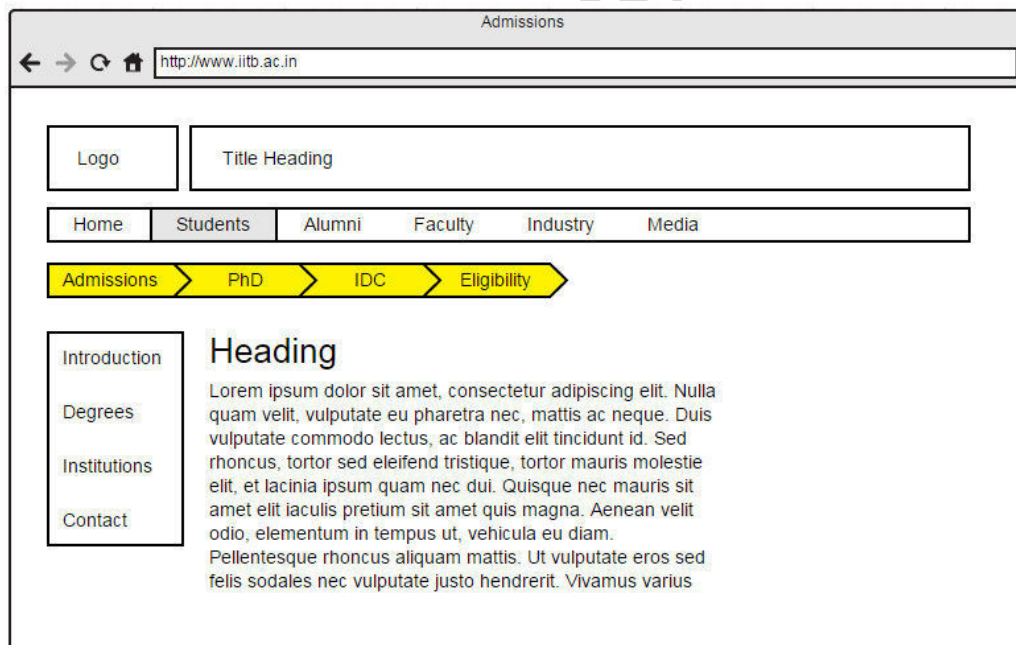 Admissions
http://www.iitb.ac.in
Logo
Title Heading
Home Students Alumni Faculty Industry Media
Admissions PhD IDC Eligibility
Introduction
Degrees
Institutions
Contact
Heading
Lorem ipsum dolor sit amet, consectetur adipiscing elit. Nulla
quam velit, vulputate eu pharetra nec, mattis ac neque. Duis
vulputate commodo lectus, ac blandit elit tincidunt id. Sed
rhoncus, tortor sed eleifend tristique, tortor mauris molestie
elit, et lacinia ipsum quam nec dui. Quisque nec mauris sit
amet elit iaculis pretium sit amet quis magna. Aenean velit
odio, elementum in tempus ut, vehicula eu diam.
Pellentesque rhoncus aliquam mattis. Ut vulputate eros sed
felis sodales nec vulputate justo hendrerit. Vivamus varius